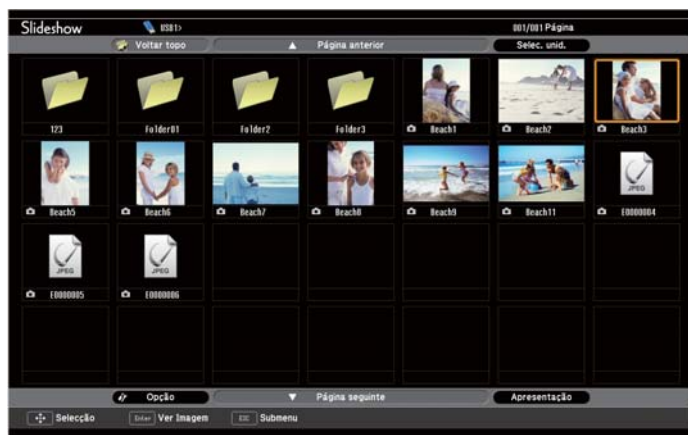 Slideshow USB1> 001/001 Página
Voltar topo Página anterior Selec. unid.
123 Folder01 Folder2 Folder3 Beach1 Beach2 Beach3
Beach5 Beach6 Beach7 Beach8 Beach9 Beach11 E0000004
JPEG
E0000005 E0000006
JPEG JPEG
Opção Página seguinte Apresentação
Selecção Enter Ver Imagem ESC Submenu